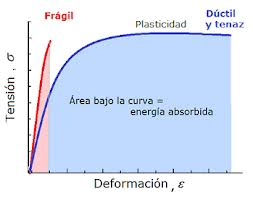 Frágil
Plasticidad
Dúctil
y tenaz
Tensión, σ
Área bajo la curva =
energía absorbida
Deformación, ε